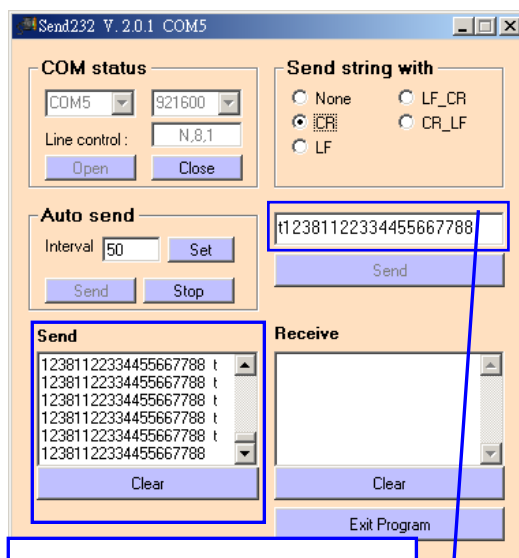 Send232 V. 2.0.1 COM5
COM status
COM5
921600
Line control :
N,8,1
Open
Close
Send string with
None
LF_CR
CR
CR_LF
LF
Auto send
Interval
50
Set
Send
Stop
t12381122334455667788
Send
Send
12381122334455667788 t
12381122334455667788 t
12381122334455667788 t
12381122334455667788 t
12381122334455667788 t
12381122334455667788
Clear
Receive
Clear
Exit Program